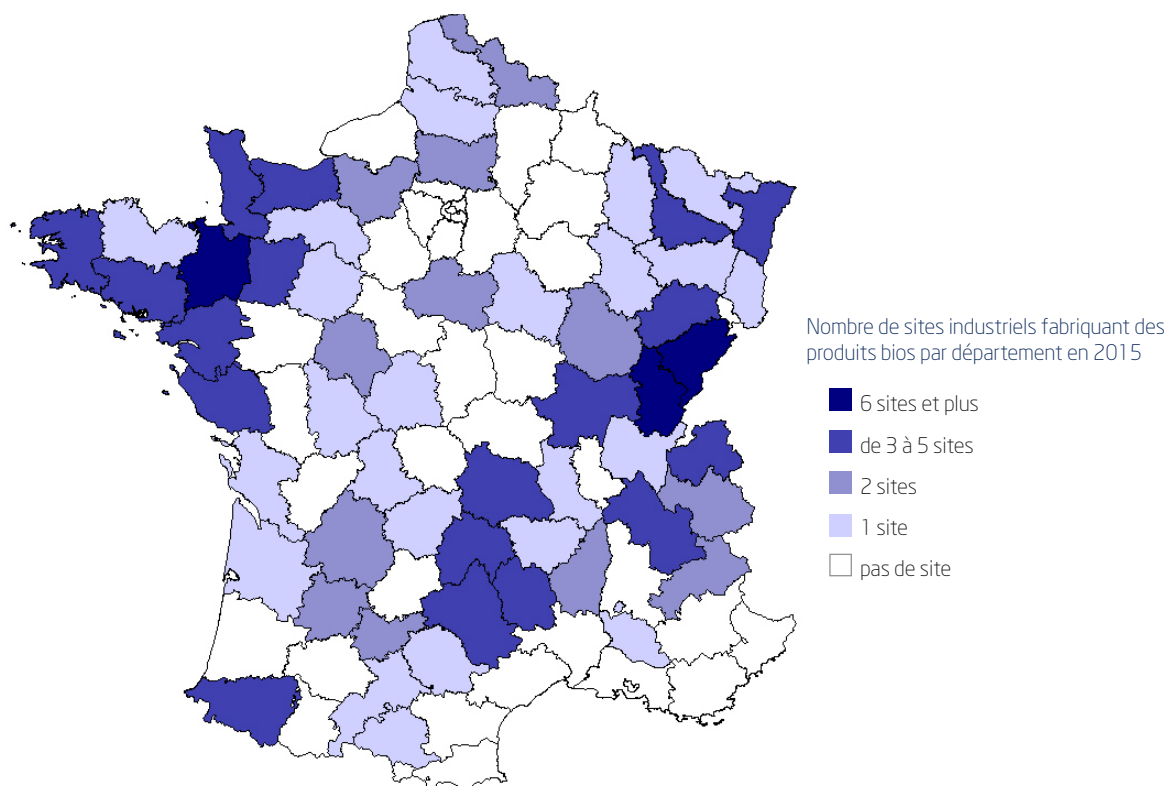 Nombre de sites industriels fabriquant des
produits bios par département en 2015
6 sites et plus
de 3 à 5 sites
2 sites
1 site
pas de site